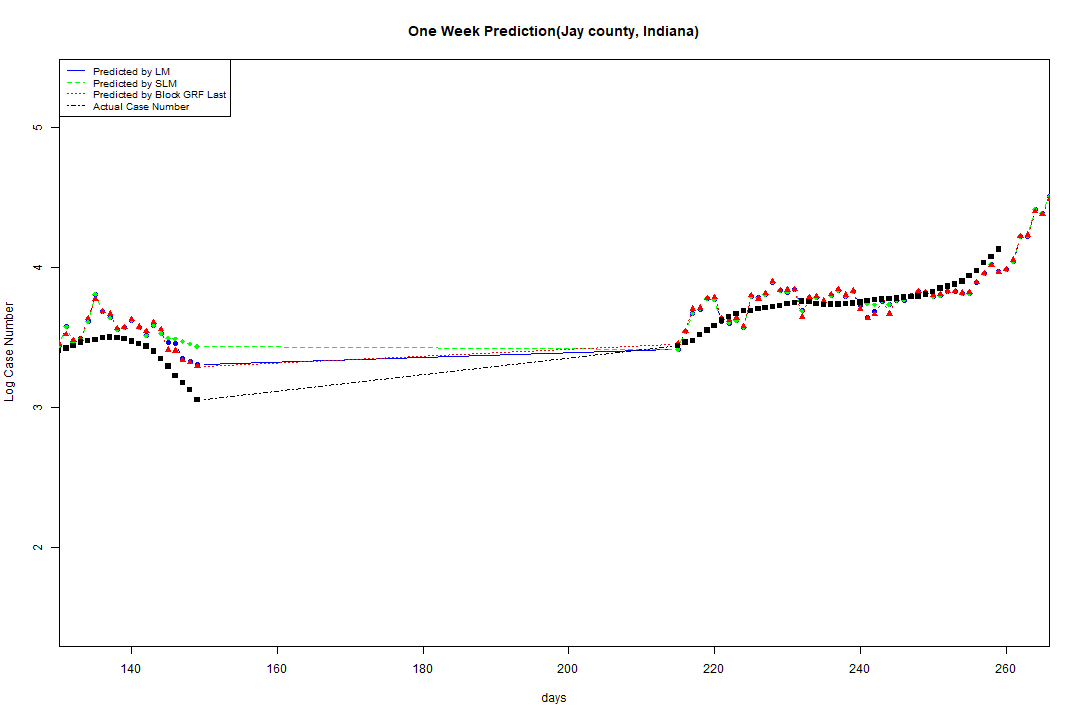 One Week Prediction(Jay county, Indiana)
Predicted by LM
Predicted by SLM
Predicted by Block GRF Last
Actual Case Number
5
4
3
2
Log Case Number
140 160 180 200 220 240 260
days